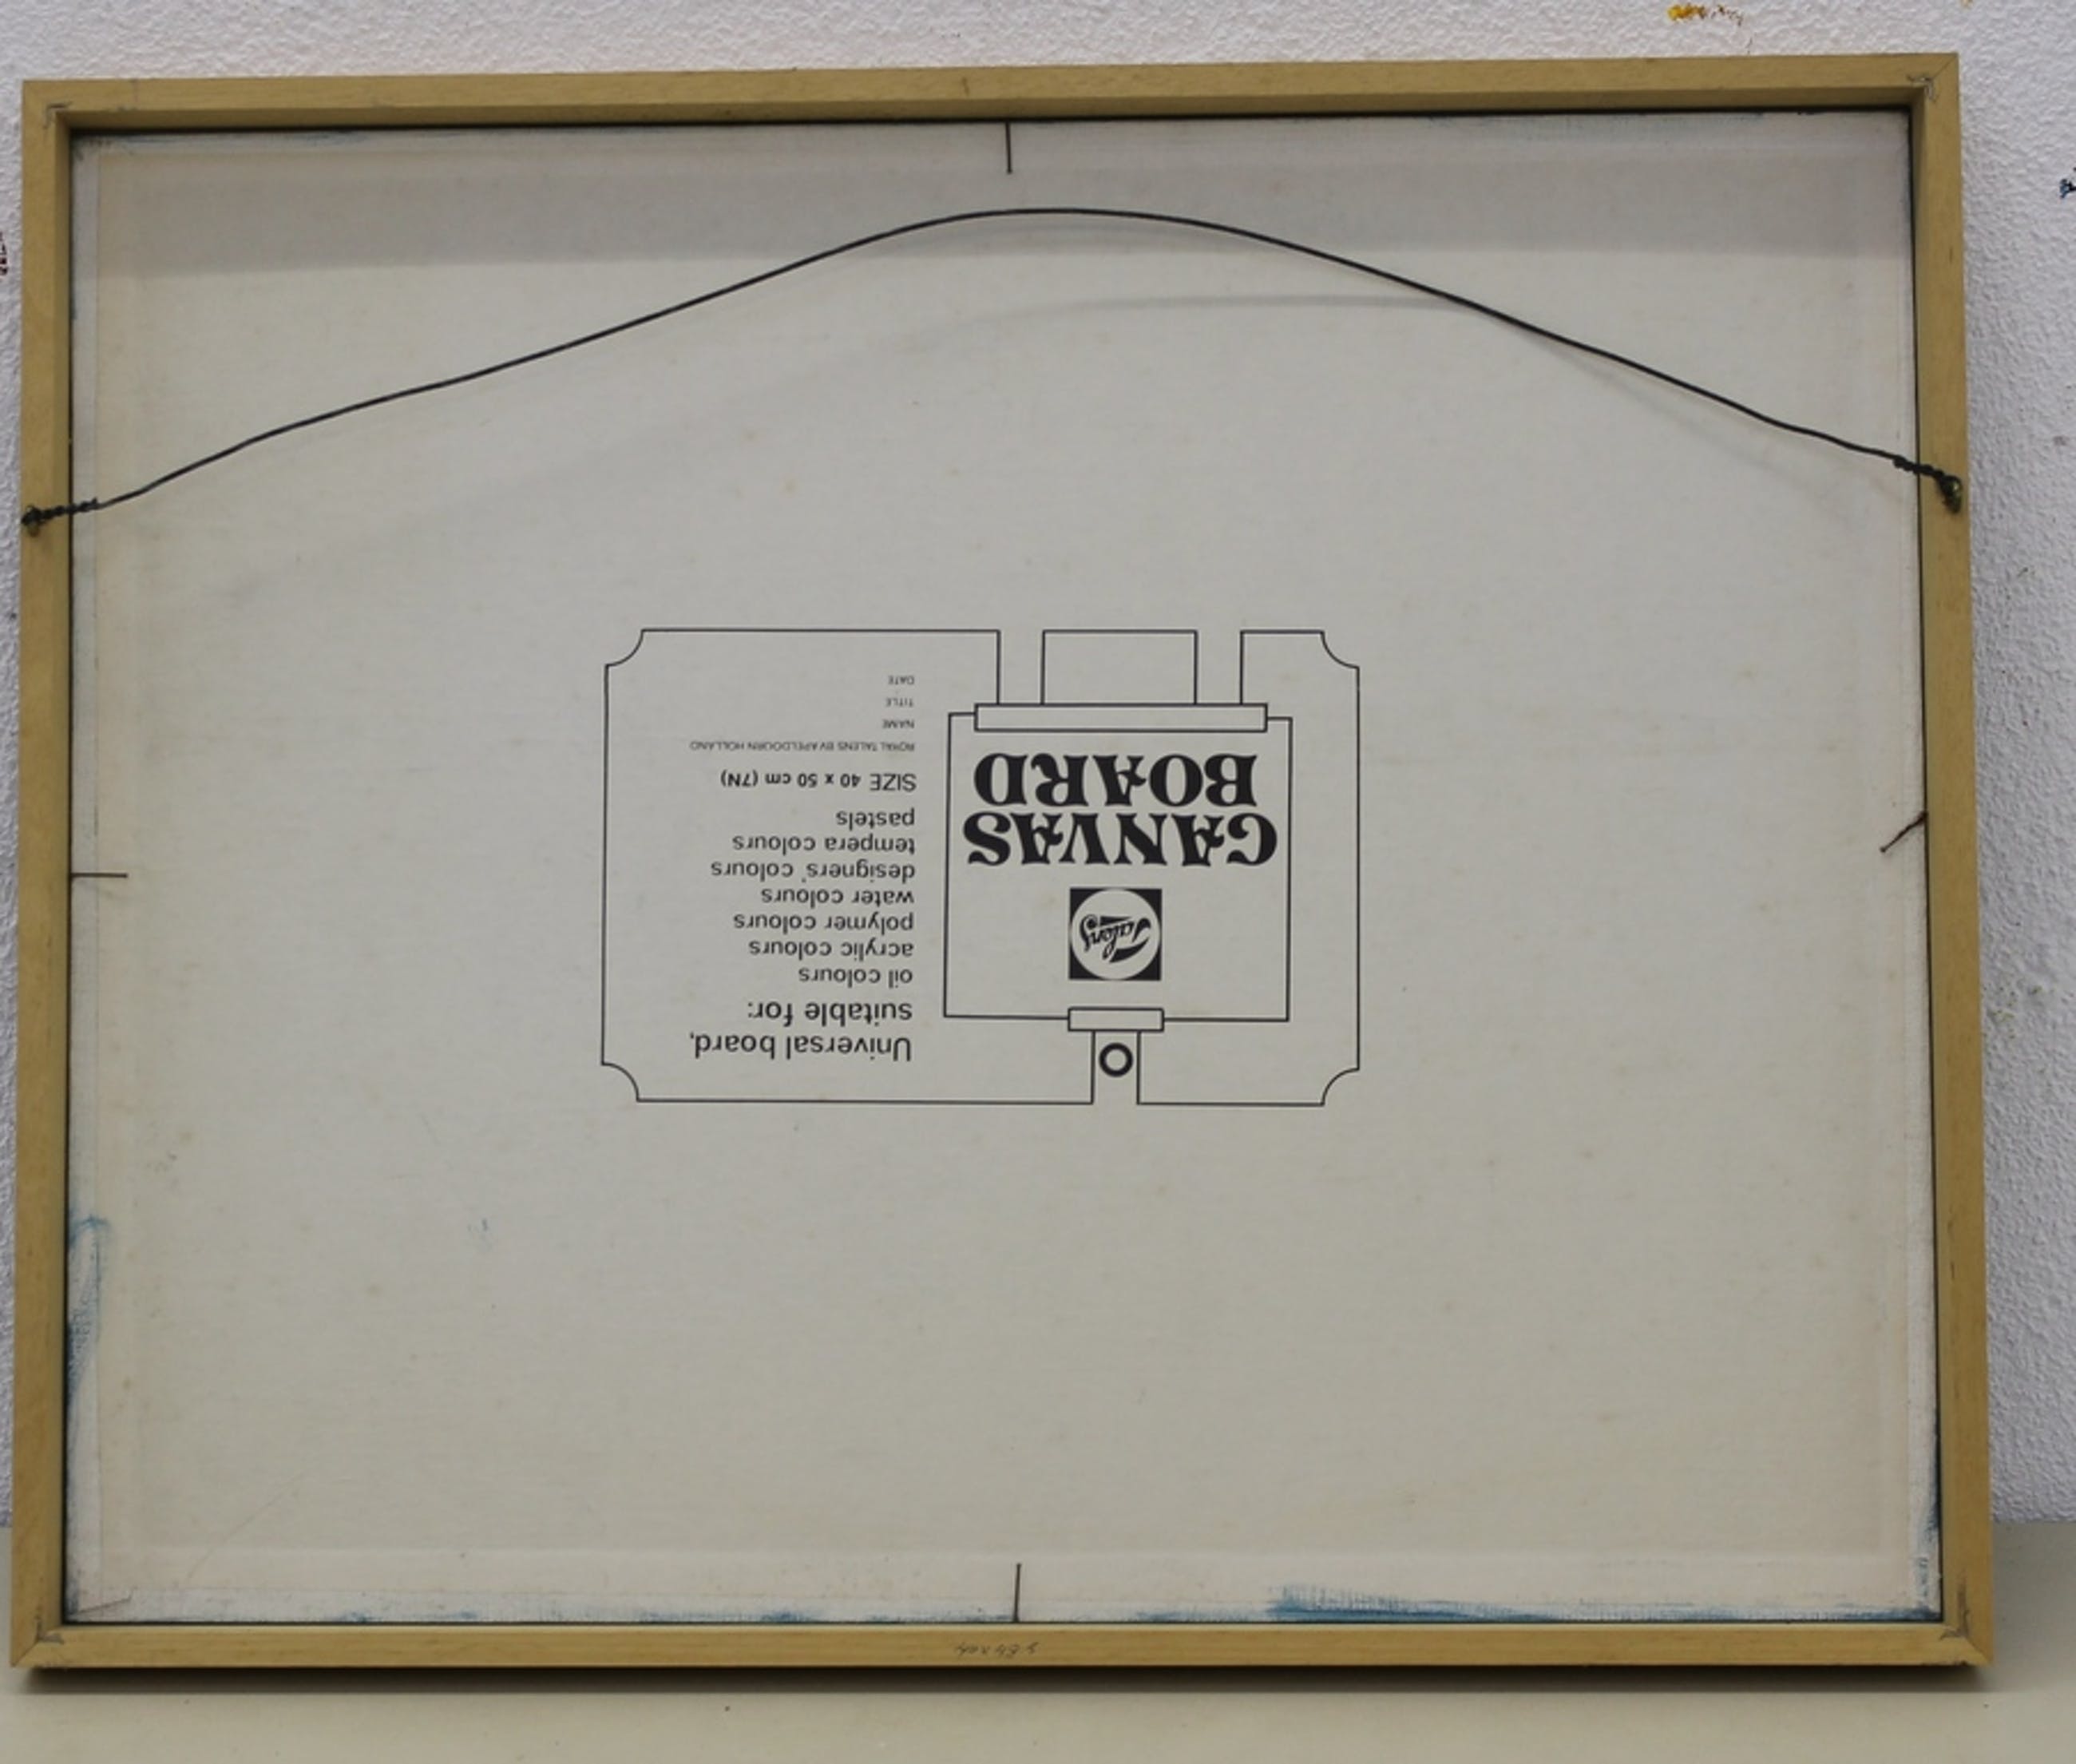 Talens
CANVAS
BOARD
Universal board,
suitable for:
oil colours
acrylic colours
polymer colours
water colours
designers' colours
tempera colours
pastels
SIZE 40 x 50 cm (7N)
ROYAL TALENS BV APELDOORN HOLLAND
NAME
TITLE
DATE